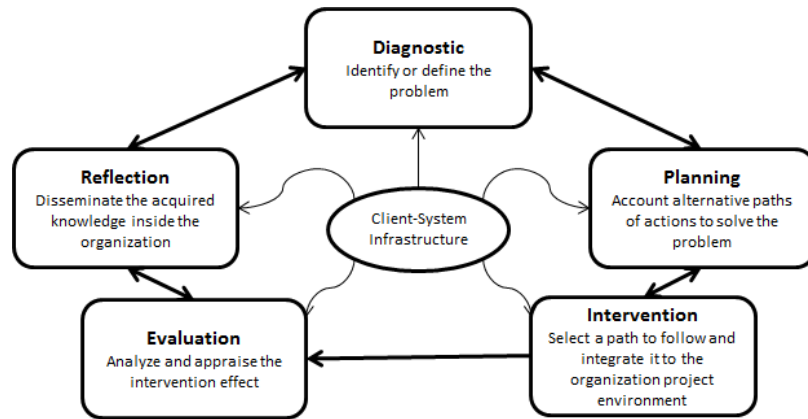 Diagnostic
Identify or define the
problem
Reflection
Disseminate the acquired
knowledge inside the
organization
Client-System
Infrastructure
Planning
Account alternative paths
of actions to solve the
problem
Evaluation
Analyze and appraise the
intervention effect
Intervention
Select a path to follow and
integrate it to the
organization project
environment